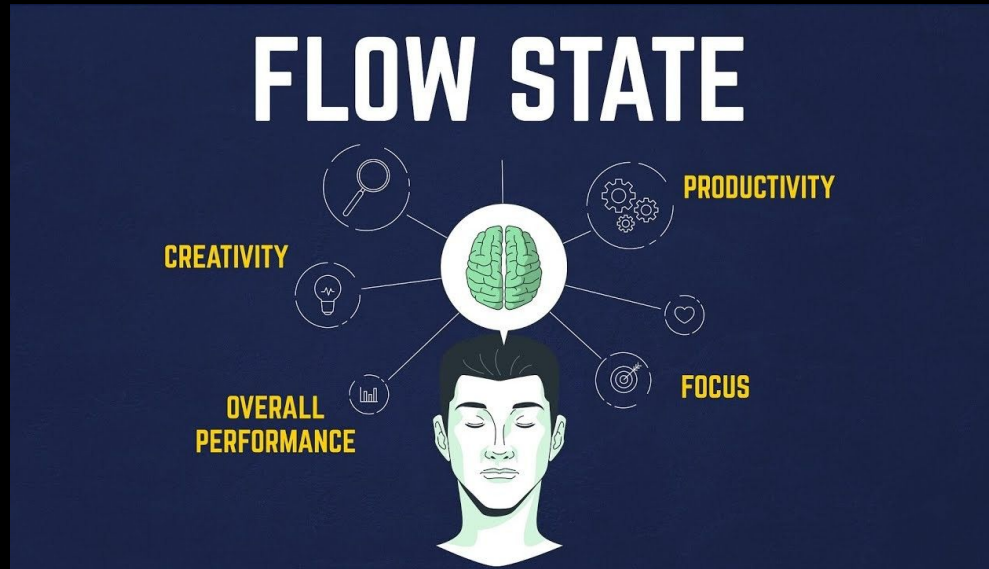 FLOW STATE
PRODUCTIVITY
CREATIVITY
FOCUS
OVERALL
PERFORMANCE